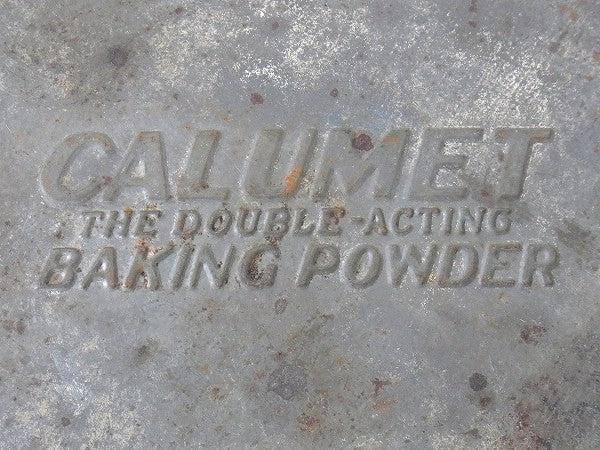 CALUMET
THE DOUBLE-ACTING
BAKING POWDER